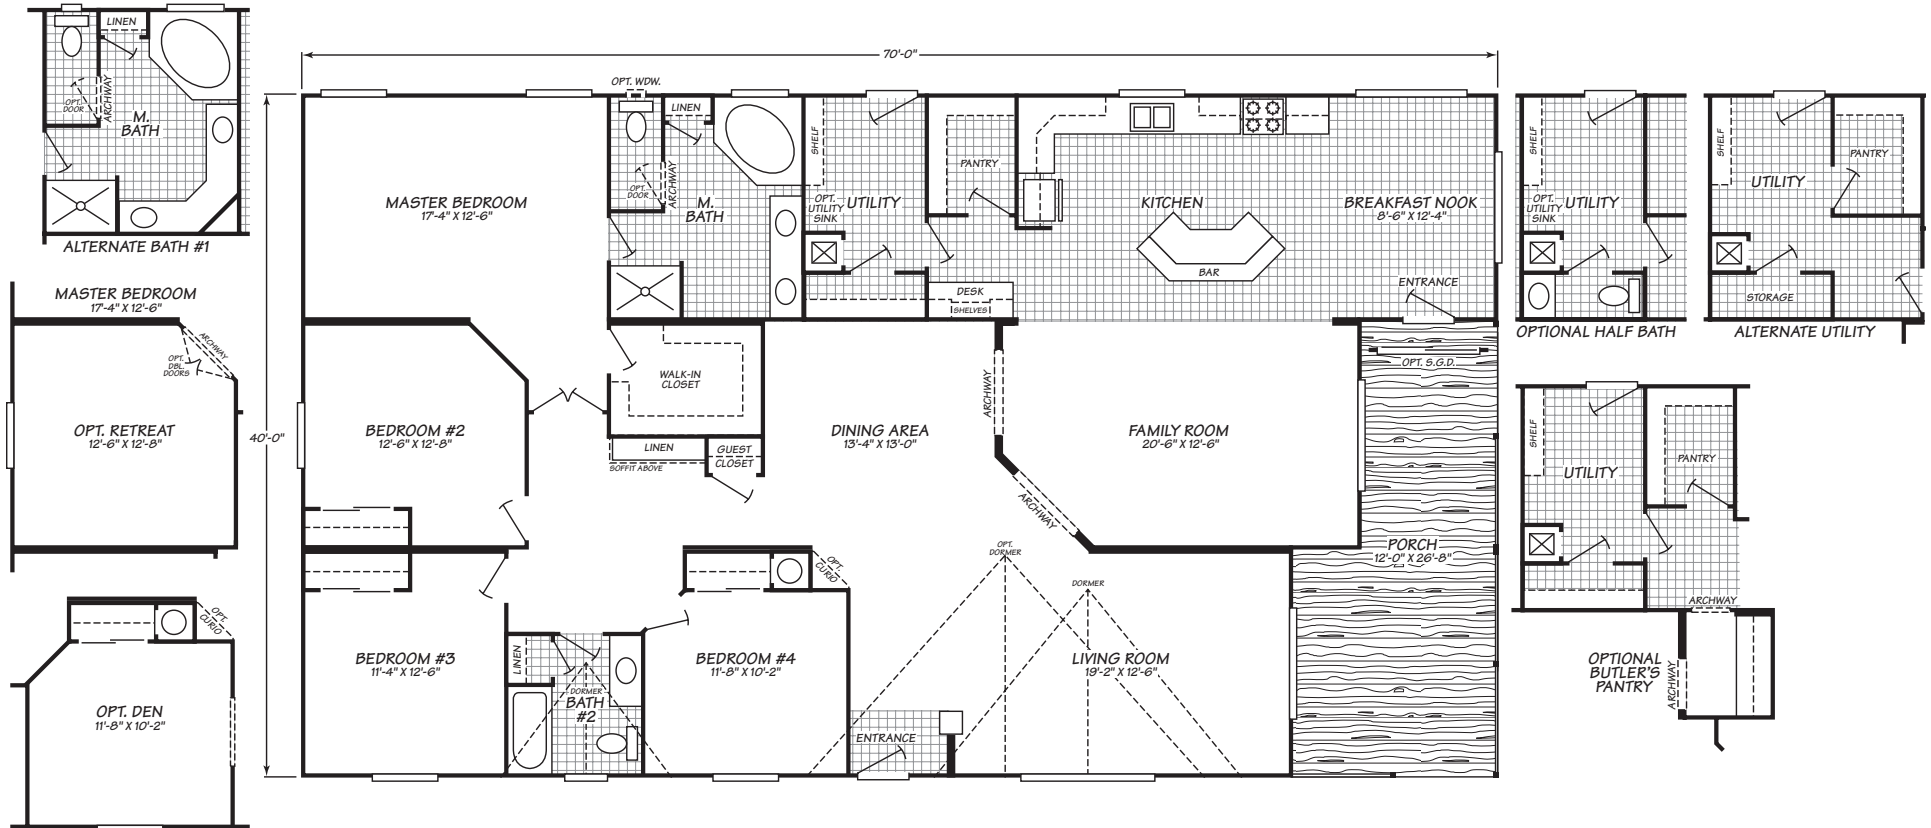 LINEN
OPT.
DOOR
ARCHWAY
M.
BATH
ALTERNATE BATH #1
MASTER BEDROOM
17'-4" X 12'-6"
ARCHWAY
OPT.
DBL.
DOORS
OPT. RETREAT
12'-6" X 12'-8"
OPT.
CURIO
OPT. DEN
11'-8" X 10'-2"
70'-0"
40'-0"
OPT. WDW.
MASTER BEDROOM
17'-4" X 12'-6"
LINEN
OPT.
DOOR
ARCHWAY
M.
BATH
SHELF
OPT.
UTILITY
SINK
UTILITY
PANTRY
DESK
SHELVES
KITCHEN
BAR
BREAKFAST NOOK
8'-6" X 12'-4"
ENTRANCE
OPT. S.G.D.
WALK-IN
CLOSET
LINEN
SOFFIT ABOVE
GUEST
CLOSET
BEDROOM #2
12'-6" X 12'-8"
DINING AREA
13'-4" X 13'-0"
ARCHWAY
ARCHWAY
FAMILY ROOM
20'-6" X 12'-6"
PORCH
12'-0" X 26'-8"
OPT.
DORMER
DORMER
OPT.
CURIO
BEDROOM #3
11'-4" X 12'-6"
LINEN
DORMER
BATH
#2
BEDROOM #4
11'-8" X 10'-2"
LIVING ROOM
19'-2" X 12'-6"
ENTRANCE
SHELF
OPT.
UTILITY
SINK
UTILITY
OPTIONAL HALF BATH
SHELF
PANTRY
UTILITY
STORAGE
ALTERNATE UTILITY
SHELF
PANTRY
UTILITY
ARCHWAY
ARCHWAY
OPTIONAL
BUTLER'S
PANTRY